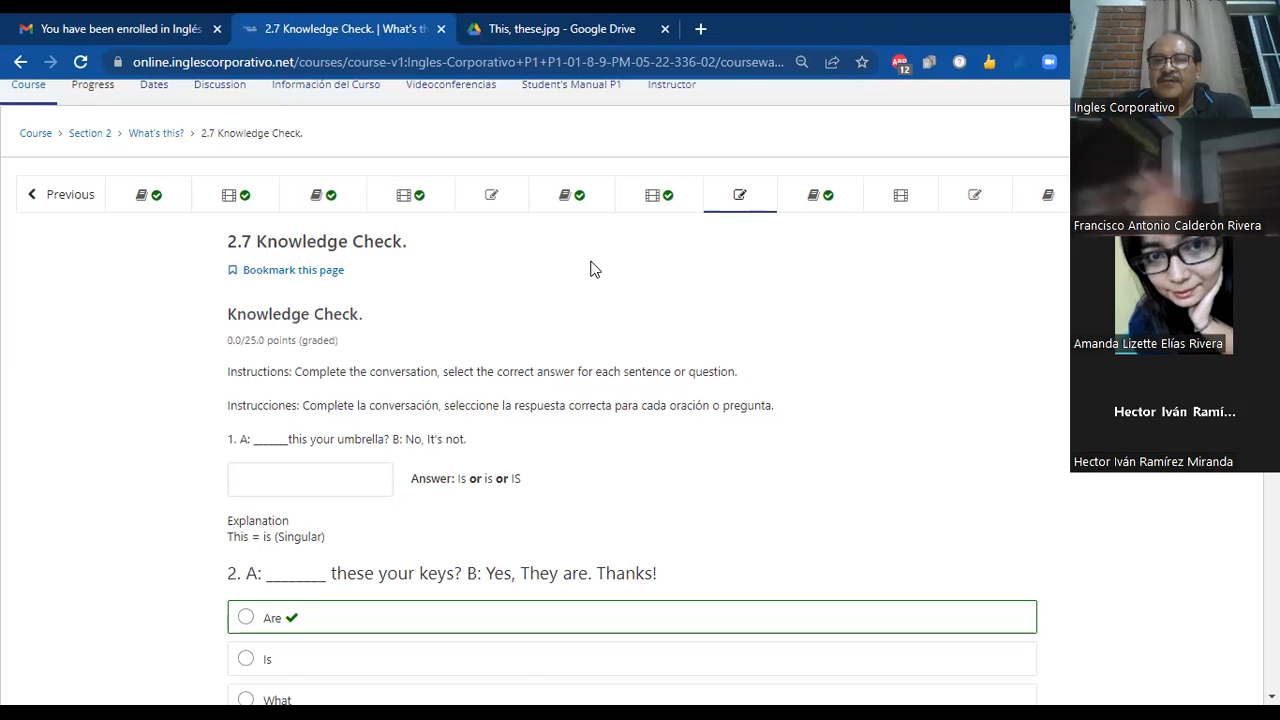 You have been enrolled in Inglés
2.7 Knowledge Check. | What's t
This, these.jpg - Google Drive
online.inglescorporativo.net/courses/course-v1:Ingles-Corporativo+P1+P1-01-8-9-PM-05-22-336-02/coursewa...
ABP
12
Course
Progress
Dates
Discussion
Información del Curso
Videoconferencias
Student's Manual P1
Instructor
Course > Section 2 > What's this? > 2.7 Knowledge Check.
Previous
2.7 Knowledge Check.
Bookmark this page
Knowledge Check.
0.0/25.0 points (graded)
Instructions: Complete the conversation, select the correct answer for each sentence or question.
Instrucciones: Complete la conversación, seleccione la respuesta correcta para cada oración o pregunta.
1. A: _______this your umbrella? B: No, It's not.
Answer: Is or is or IS
Explanation
This = is (Singular)
2. A: ________ these your keys? B: Yes, They are. Thanks!
Are
Is
What
Ingles Corporativo
Francisco Antonio Calderòn Rivera
Amanda Lizette Elías Rivera
Hector Iván Ramí...
Hector Iván Ramírez Miranda